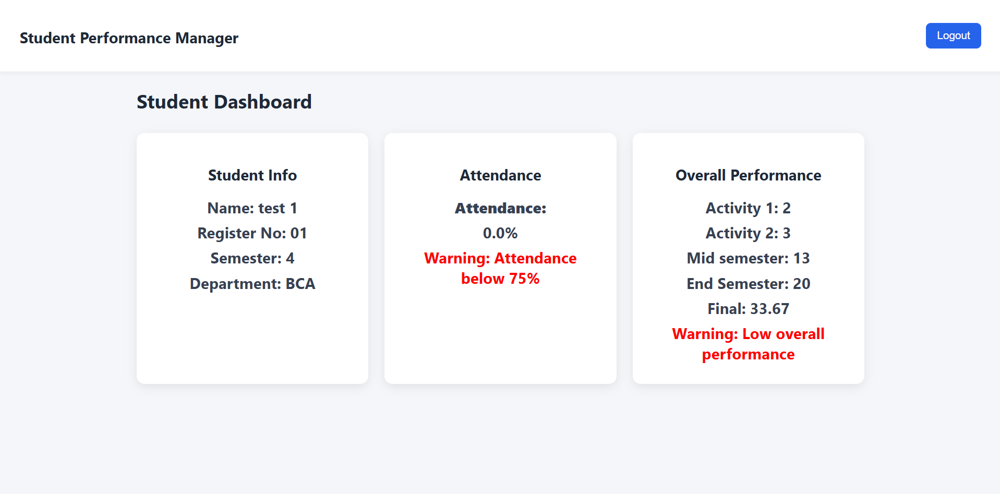 Student Performance Manager
Logout
Student Dashboard
Student Info
Name: test 1
Register No: 01
Semester: 4
Department: BCA
Attendance
Attendance:
0.0%
Warning: Attendance
below 75%
Overall Performance
Activity 1: 2
Activity 2: 3
Mid semester: 13
End Semester: 20
Final: 33.67
Warning: Low overall
performance